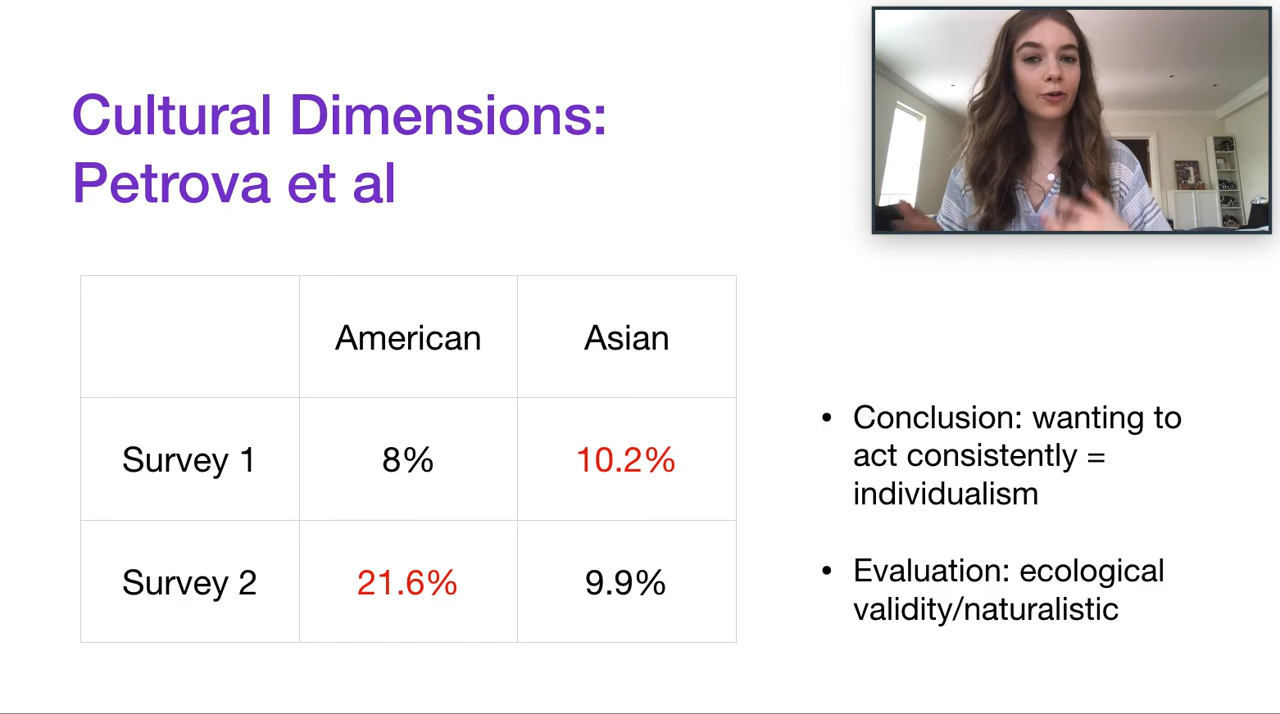 Cultural Dimensions:
Petrova et al
American Asian
Survey 1 8% 10.2%
Survey 2 21.6% 9.9%
• Conclusion: wanting to
act consistently =
individualism
• Evaluation: ecological
validity/naturalistic